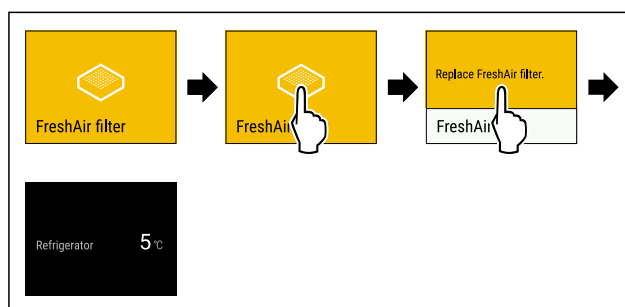 FreshAir filter
FreshAi
Replace FreshAir filter.
FreshAi
Refrigerator 5 °C